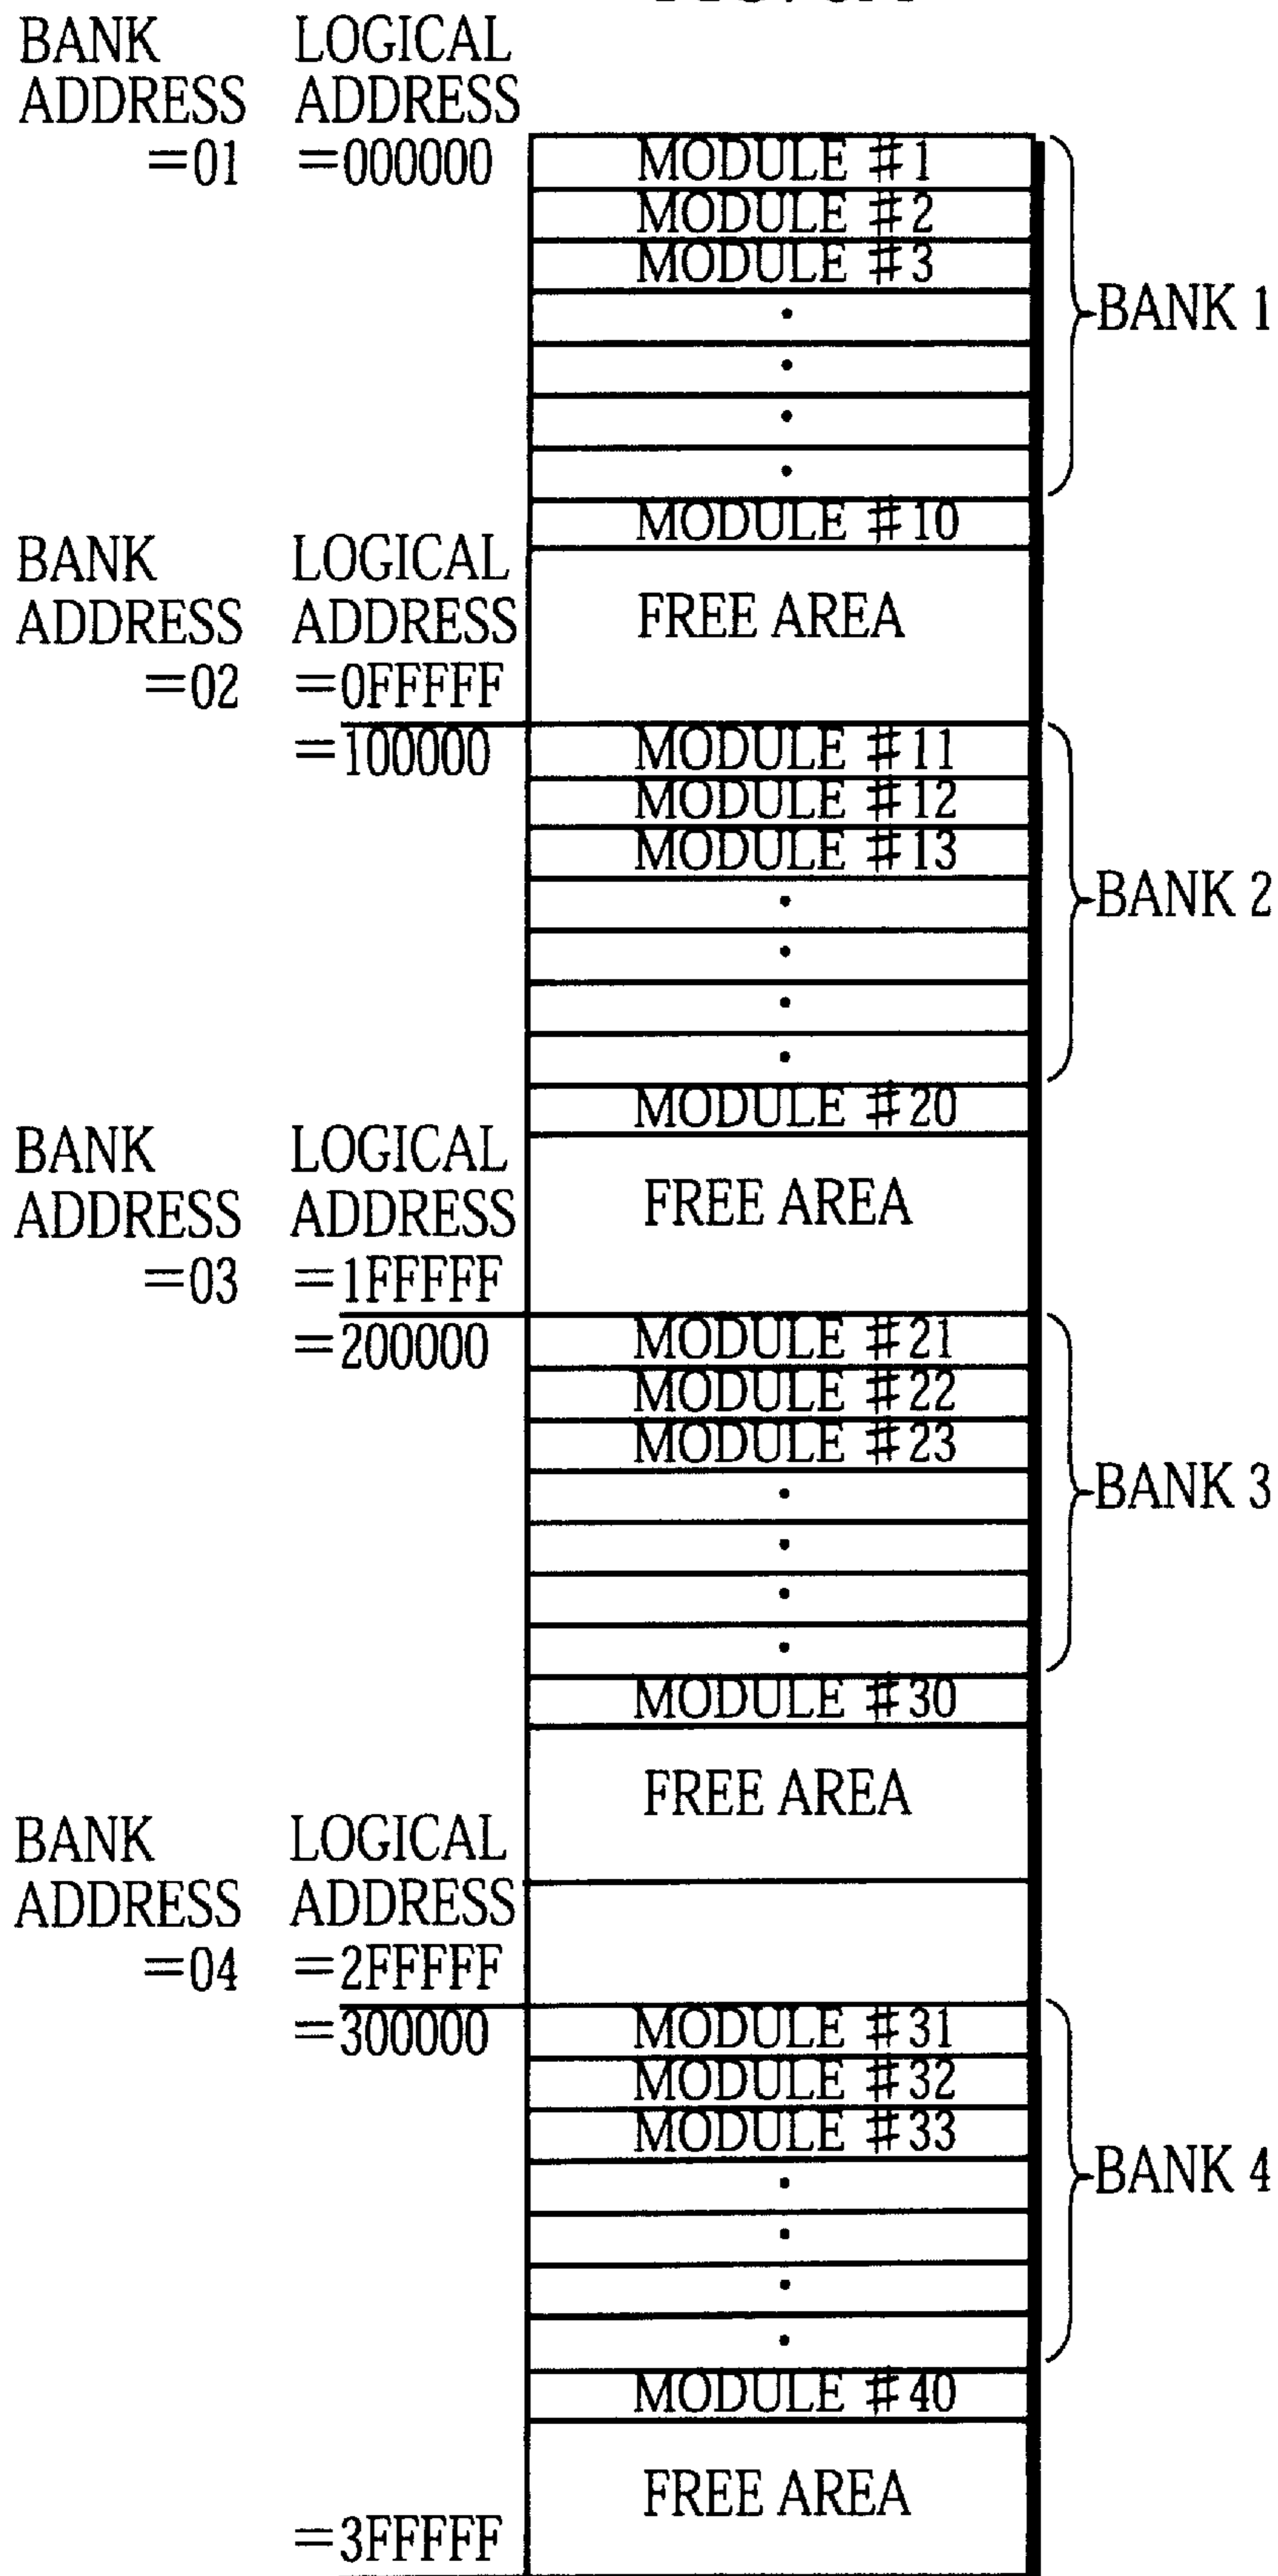 BANK LOGICAL
ADDRESS ADDRESS
=01 =000000 MODULE #1
MODULE #2
MODULE #3
BANK 1
MODULE #10
BANK LOGICAL
ADDRESS ADDRESS FREE AREA
=02 =0FFFFF
=100000 MODULE #11
MODULE #12
MODULE #13
BANK 2
MODULE #20
BANK LOGICAL
ADDRESS ADDRESS FREE AREA
=03 =1FFFFF
=200000 MODULE #21
MODULE #22
MODULE #23
BANK 3
MODULE #30
FREE AREA
BANK LOGICAL
ADDRESS ADDRESS
=04 =2FFFFF
=300000 MODULE #31
MODULE #32
MODULE #33
BANK 4
MODULE #40
FREE AREA
=3FFFFF